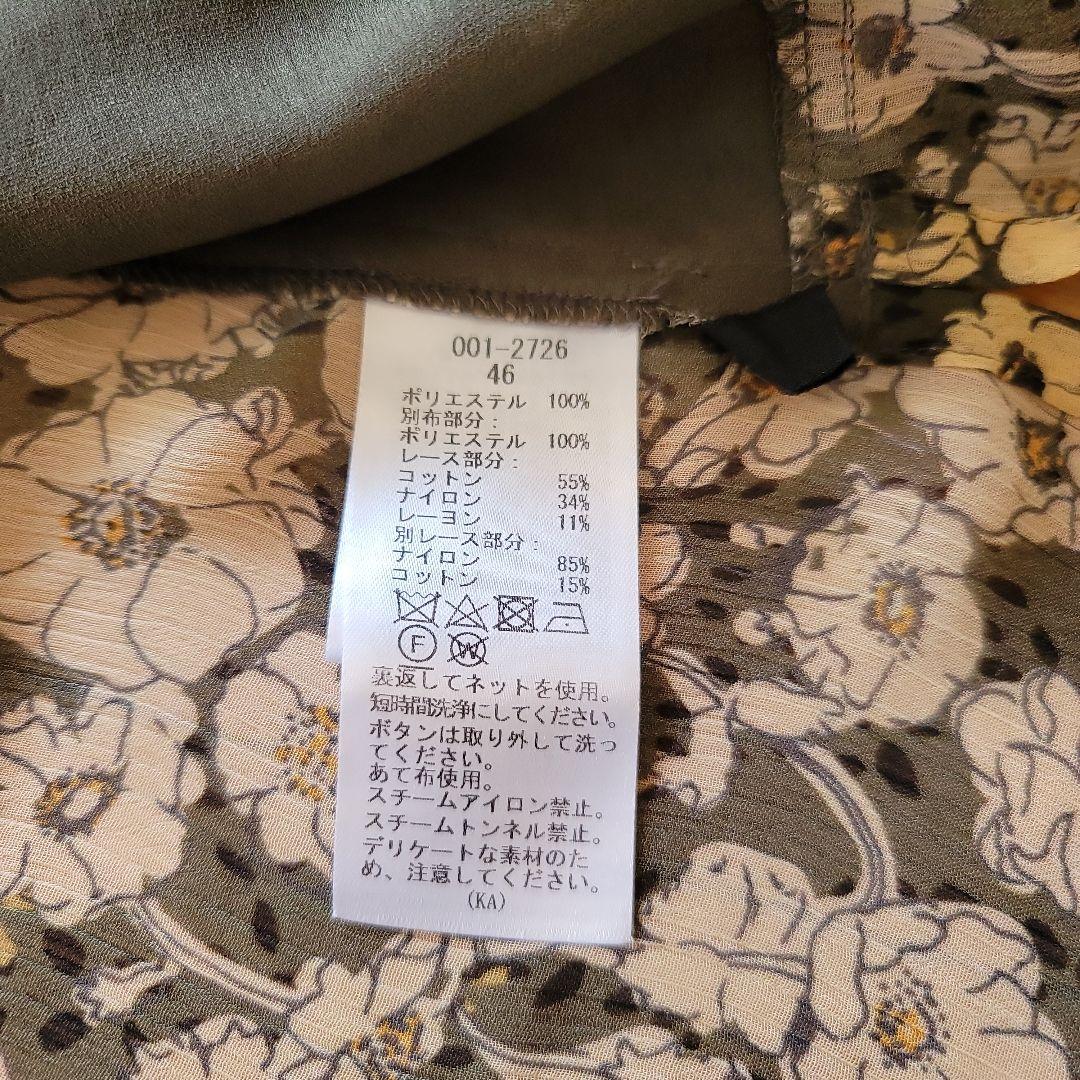 001-2726
46
ポリエステル 100%
別布部分：
ポリエステル 100%
レース部分：
コットン 55%
ナイロン 34%
レーヨン 11%
別レース部分：
ナイロン 85%
コットン 15%
F W
裏返してネットを使用。
短時間洗浄にしてください。
ボタンは取り外して洗っ
てください。
あて布使用。
スチームアイロン禁止。
スチームトンネル禁止。
デリケートな素材のた
め、注意してください。
(KA)